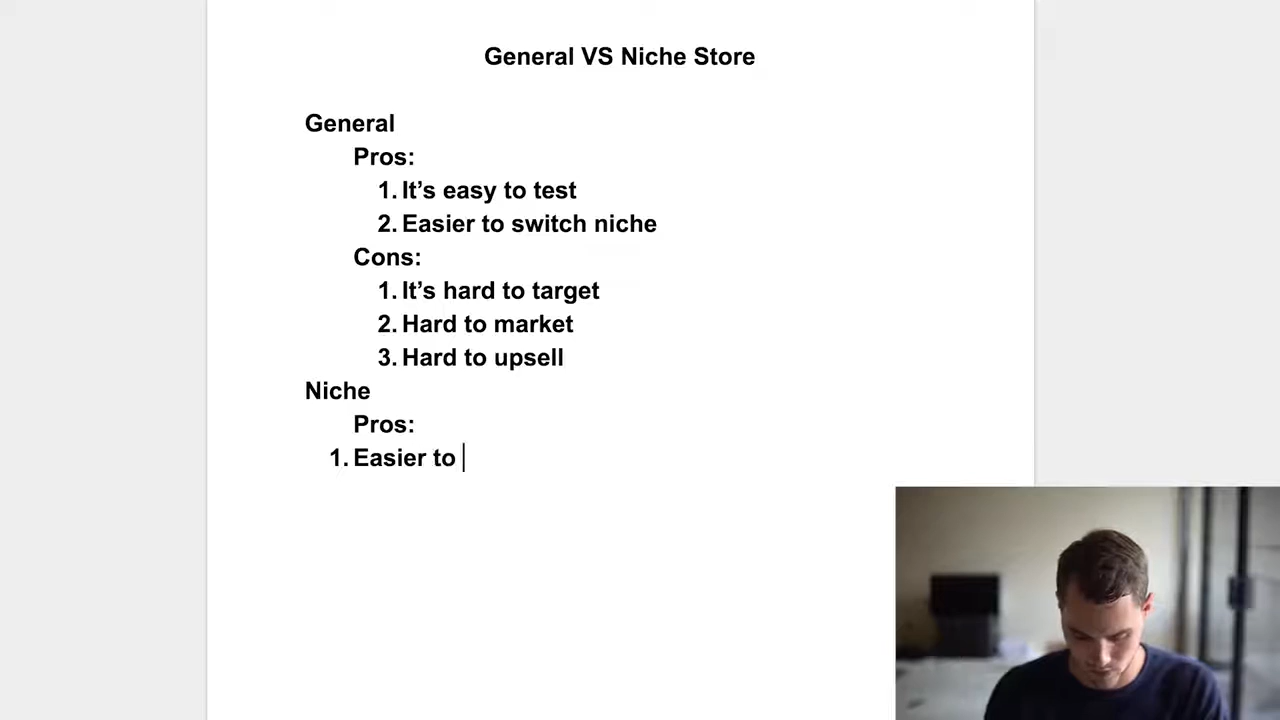 General VS Niche Store
General
Pros:
1. It’s easy to test
2. Easier to switch niche
Cons:
1. It’s hard to target
2. Hard to market
3. Hard to upsell
Niche
Pros:
1. Easier to